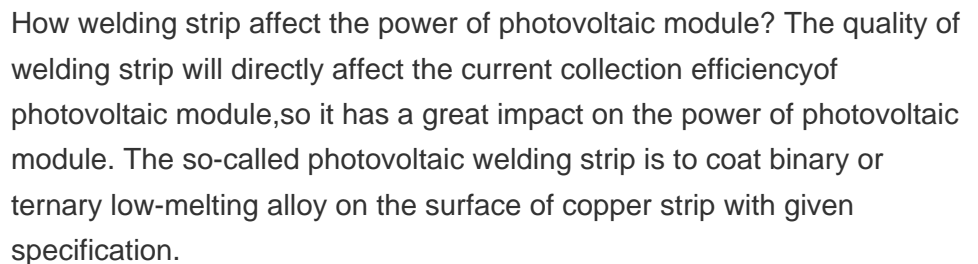 How welding strip affect the power of photovoltaic module? The quality of
welding strip will directly affect the current collection efficiencyof
photovoltaic module,so it has a great impact on the power of photovoltaic
module. The so-called photovoltaic welding strip is to coat binary or
ternary low-melting alloy on the surface of copper strip with given
specification.